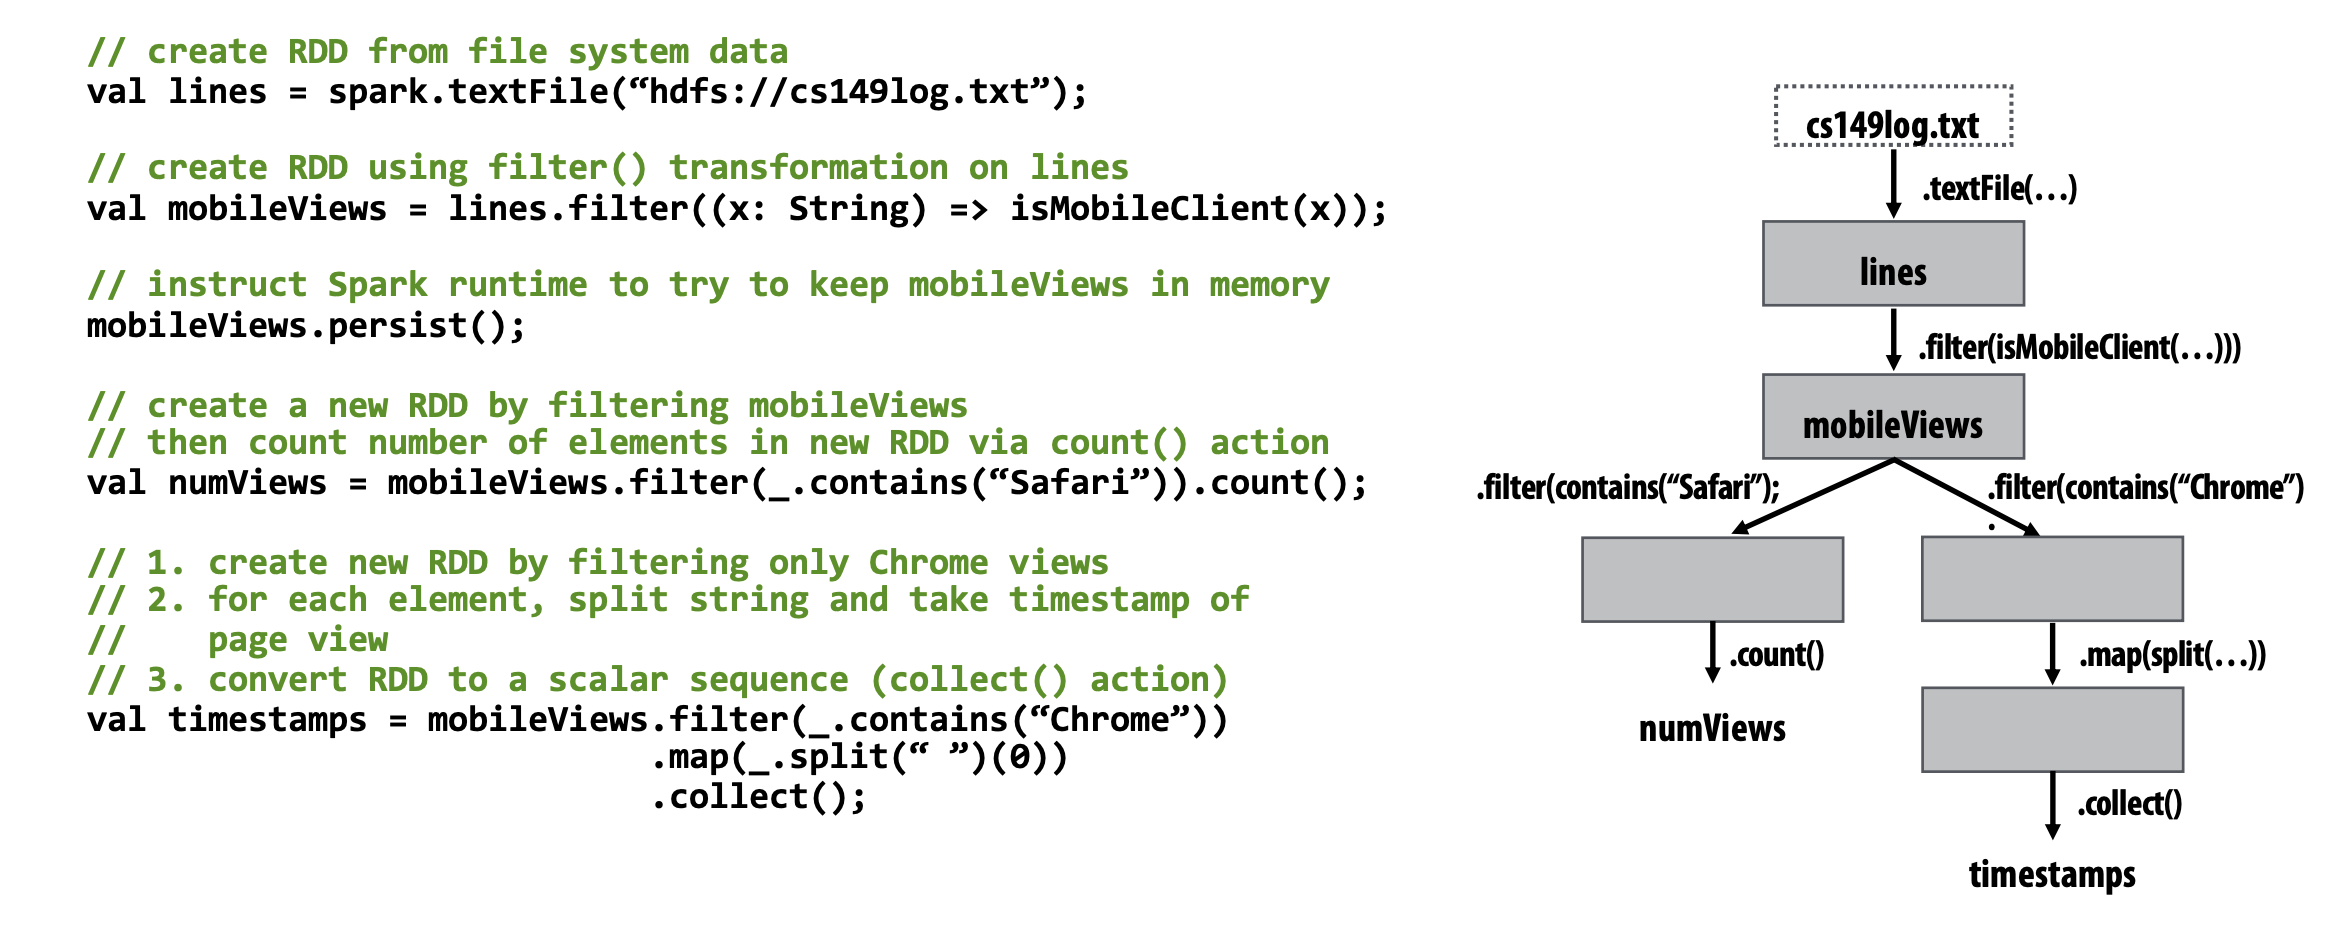 // create RDD from file system data
val lines = spark.textFile(“hdfs://cs149log.txt”);
// create RDD using filter() transformation on lines
val mobileViews = lines.filter((x: String) => isMobileClient(x));
// instruct Spark runtime to try to keep mobileViews in memory
mobileViews.persist();
// create a new RDD by filtering mobileViews
// then count number of elements in new RDD via count() action
val numViews = mobileViews.filter(_.contains(“Safari”)).count();
// 1. create new RDD by filtering only Chrome views
// 2. for each element, split string and take timestamp of
//    page view
// 3. convert RDD to a scalar sequence (collect() action)
val timestamps = mobileViews.filter(_.contains(“Chrome”))
.map(_.split(“ ”)(0))
.collect();
cs149log.txt
.textFile(...)
lines
.filter(isMobileClient(...)))
mobileViews
.filter(contains(“Safari”);
.filter(contains(“Chrome”)
.
.count()
.map(split(...))
numViews
.collect()
timestamps